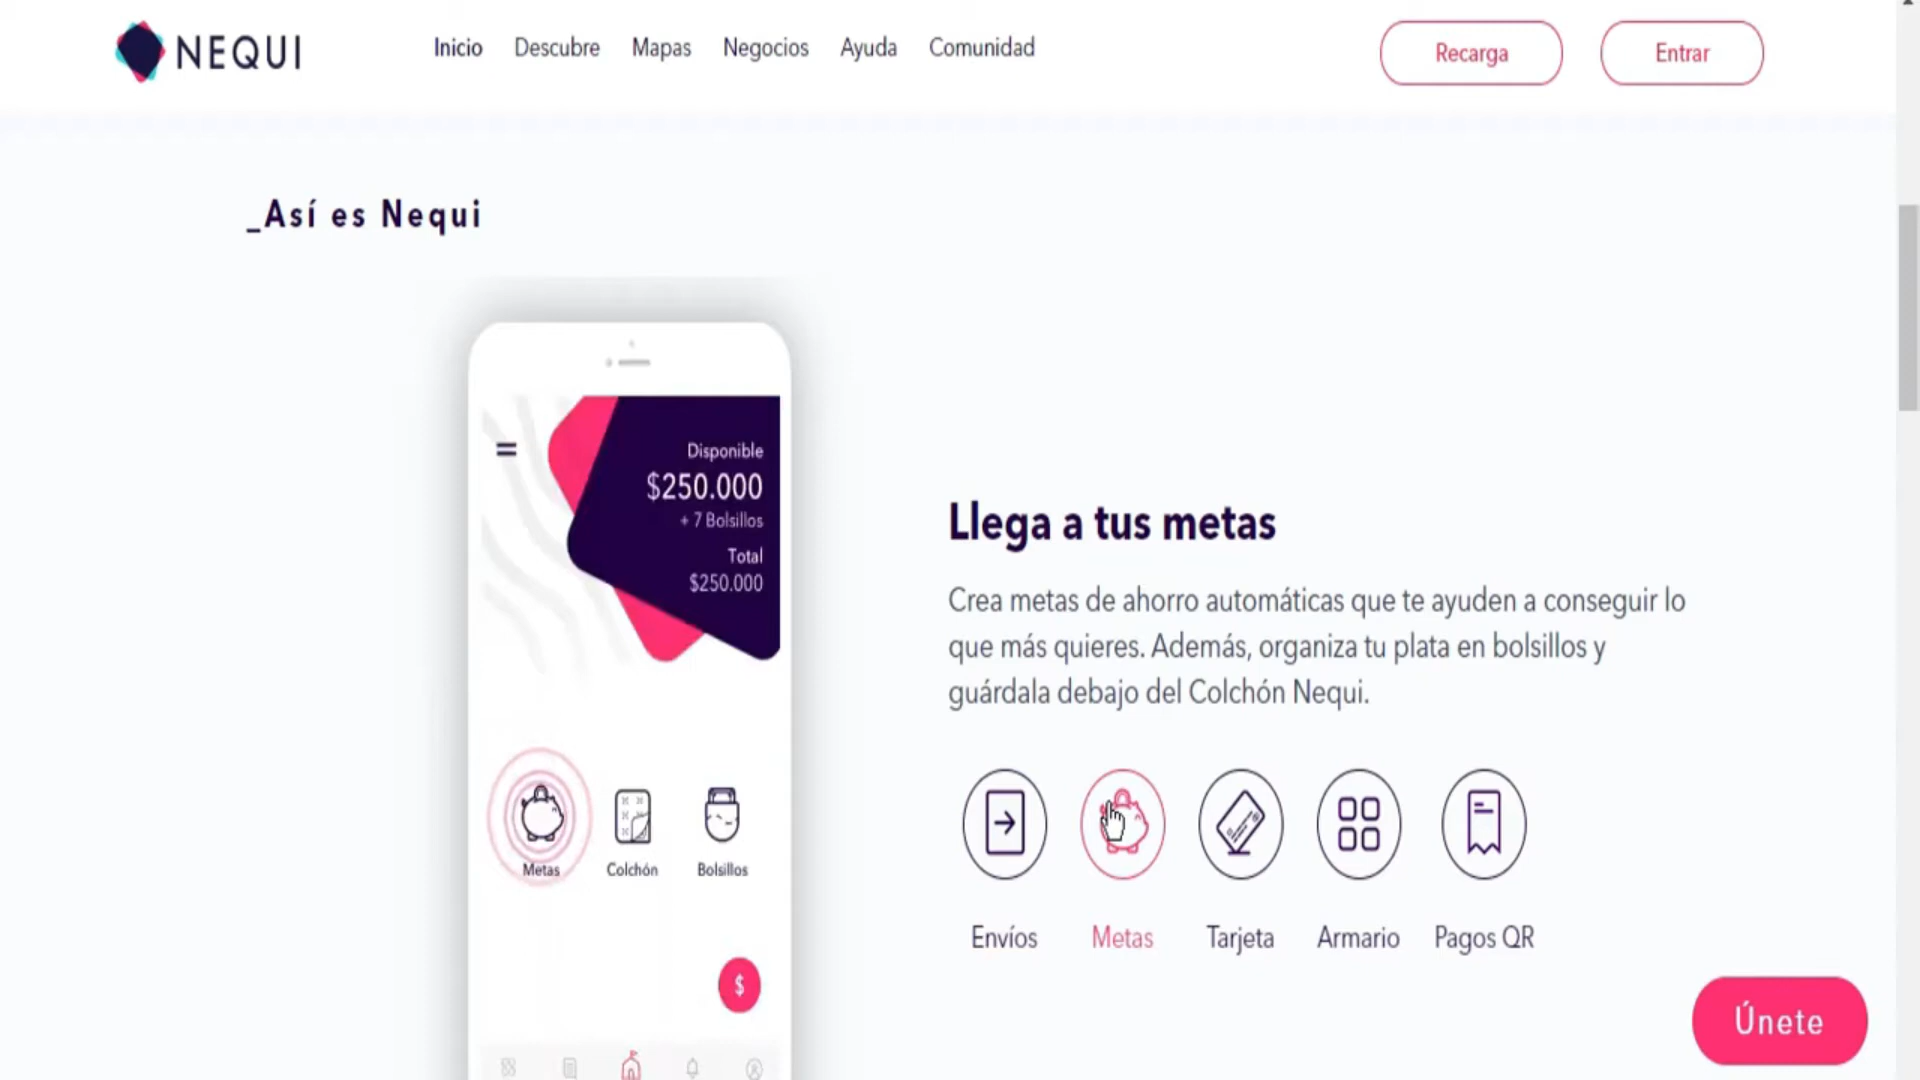 NEQUI
Inicio Descubre Mapas Negocios Ayuda Comunidad
Recarga Entrar
_Así es Nequi
Disponible
$250.000
+ 7 Bolsillos
Total
$250.000
Metas Colchón Bolsillos
$
Llega a tus metas
Crea metas de ahorro automáticas que te ayuden a conseguir lo
que más quieres. Además, organiza tu plata en bolsillos y
guárdala debajo del Colchón Nequi.
Envíos Metas Tarjeta Armario Pagos QR
Únete